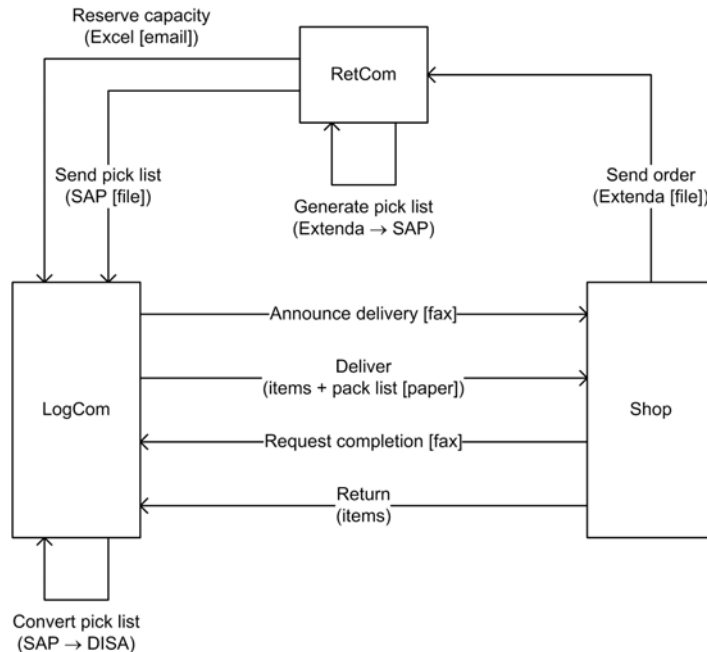 Reserve capacity
(Excel [email])
RetCom
Send pick list
(SAP [file])
Generate pick list
(Extenda → SAP)
Send order
(Extenda [file])
LogCom
Announce delivery [fax]
Deliver
(items + pack list [paper])
Request completion [fax]
Return
(items)
Shop
Convert pick list
(SAP → DISA)